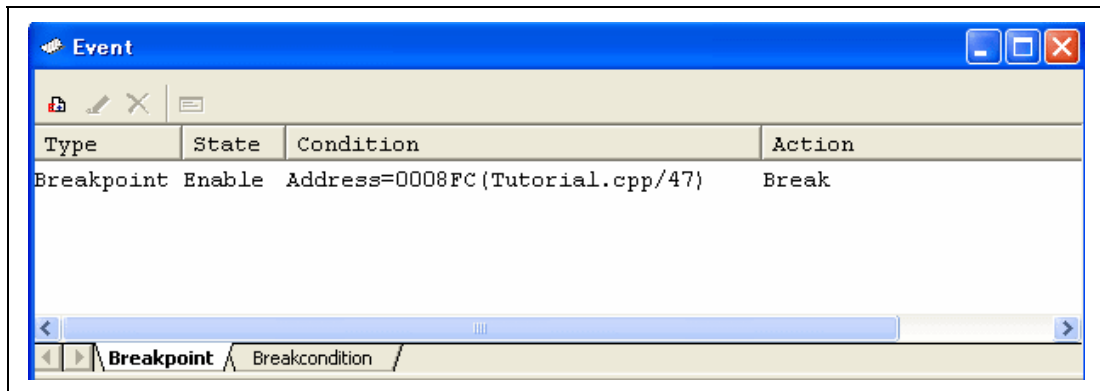 Event
Type State Condition Action
Breakpoint Enable Address=0008FC(Tutorial.cpp/47) Break
Breakpoint Breakcondition